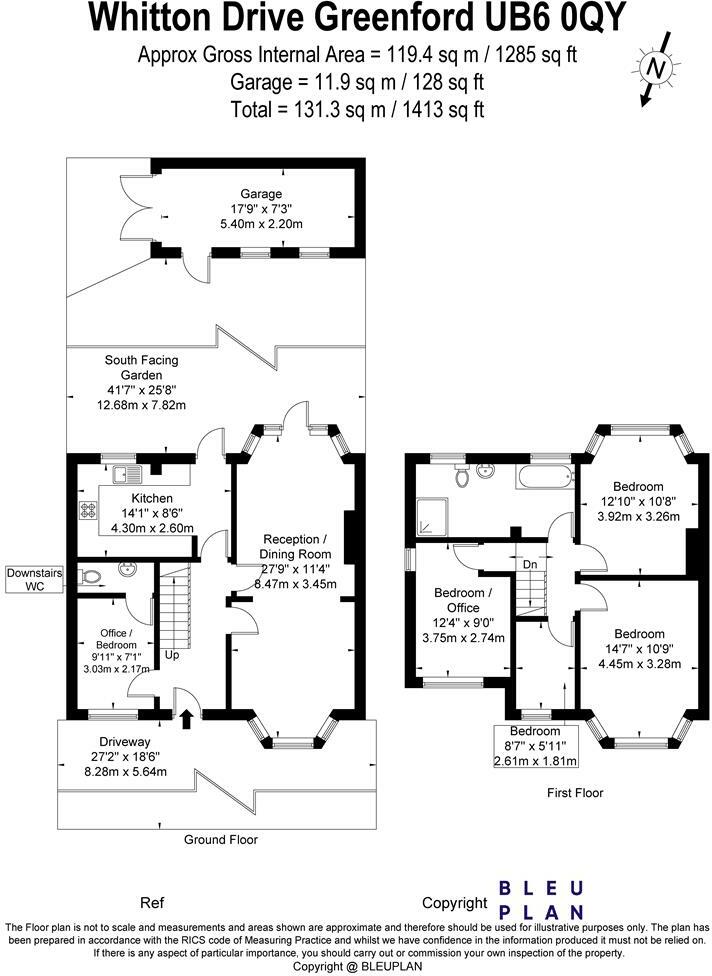 Whitton Drive Greenford UB6 0QY
Approx Gross Internal Area = 119.4 sq m / 1285 sq ft
Garage = 11.9 sq m / 128 sq ft
Total = 131.3 sq m / 1413 sq ft
N
Garage
17'9" x 7'3"
5.40m x 2.20m
South Facing
Garden
41'7" x 25'8"
12.68m x 7.82m
Kitchen
14'1" x 8'6"
4.30m x 2.60m
Reception /
Dining Room
27'9" x 11'4"
8.47m x 3.45m
Downstairs
WC
Office /
Bedroom
9'11" x 7'1"
3.03m x 2.17m
Up
Driveway
27'2" x 18'6"
8.28m x 5.64m
Ground Floor
Bedroom
12'10" x 10'8"
3.92m x 3.26m
Dn
Bedroom /
Office
12'4" x 9'0"
3.75m x 2.74m
Bedroom
14'7" x 10'9"
4.45m x 3.28m
Bedroom
8'7" x 5'11"
2.61m x 1.81m
First Floor
Ref
Copyright
BLEU
PLAN
The Floor plan is not to scale and measurements and areas shown are approximate and therefore should be used for illustrative purposes only. The plan has
been prepared in accordance with the RICS code of Measuring Practice and whilst we have confidence in the information produced it must not be relied on.
If there is any aspect of particular importance, you should carry out or commission your own inspection of the property.
Copyright @ BLEUPLAN